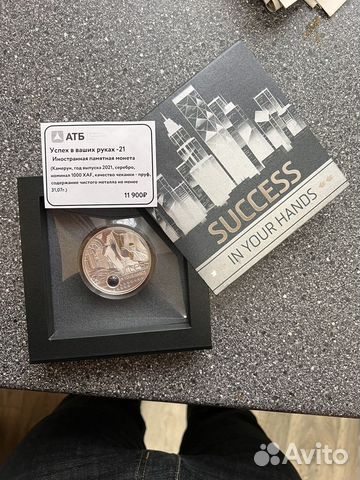 АТБ
Успех в ваших руках -21
Иностранная памятная монета
(Камерун, год выпуска 2021, серебро,
номинал 1000 XAF, качество чеканки - пруф,
содержание чистого металла не менее
31,07г.)
11 900₽
SUCCESS
IN YOUR HANDS
Avito